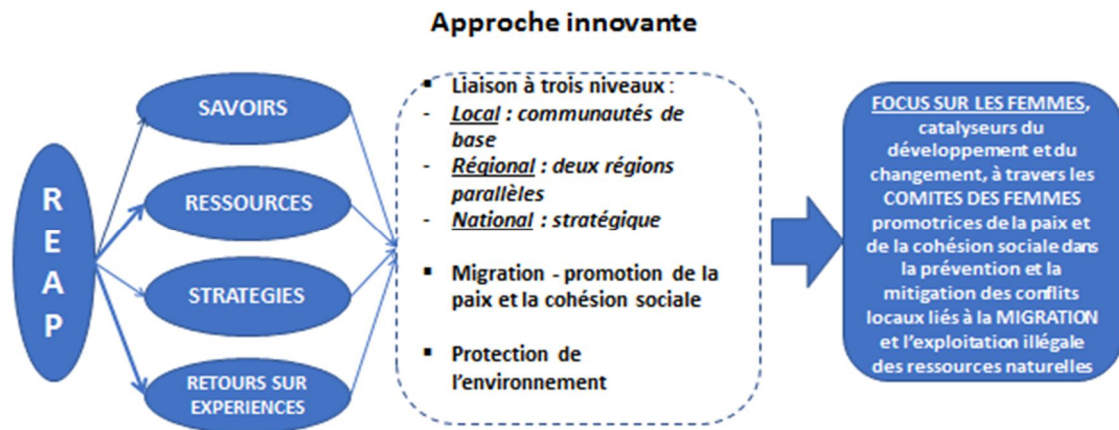 Approche innovante
R
E
A
P
SAVOIRS
RESSOURCES
STRATEGIES
RETOURS SUR
EXPERIENCES
▪ Liaison à trois niveaux :
- Local : communautés de
base
- Régional : deux régions
parallèles
- National : stratégique
▪ Migration - promotion de la
paix et la cohésion sociale
▪ Protection de
l'environnement
FOCUS SUR LES FEMMES,
catalyseurs du
développement et du
changement, à travers les
COMITES DES FEMMES
promotrices de la paix et
de la cohésion sociale dans
la prévention et la
mitigation des conflits
locaux liés à la MIGRATION
et l'exploitation illégale
des ressources naturelles